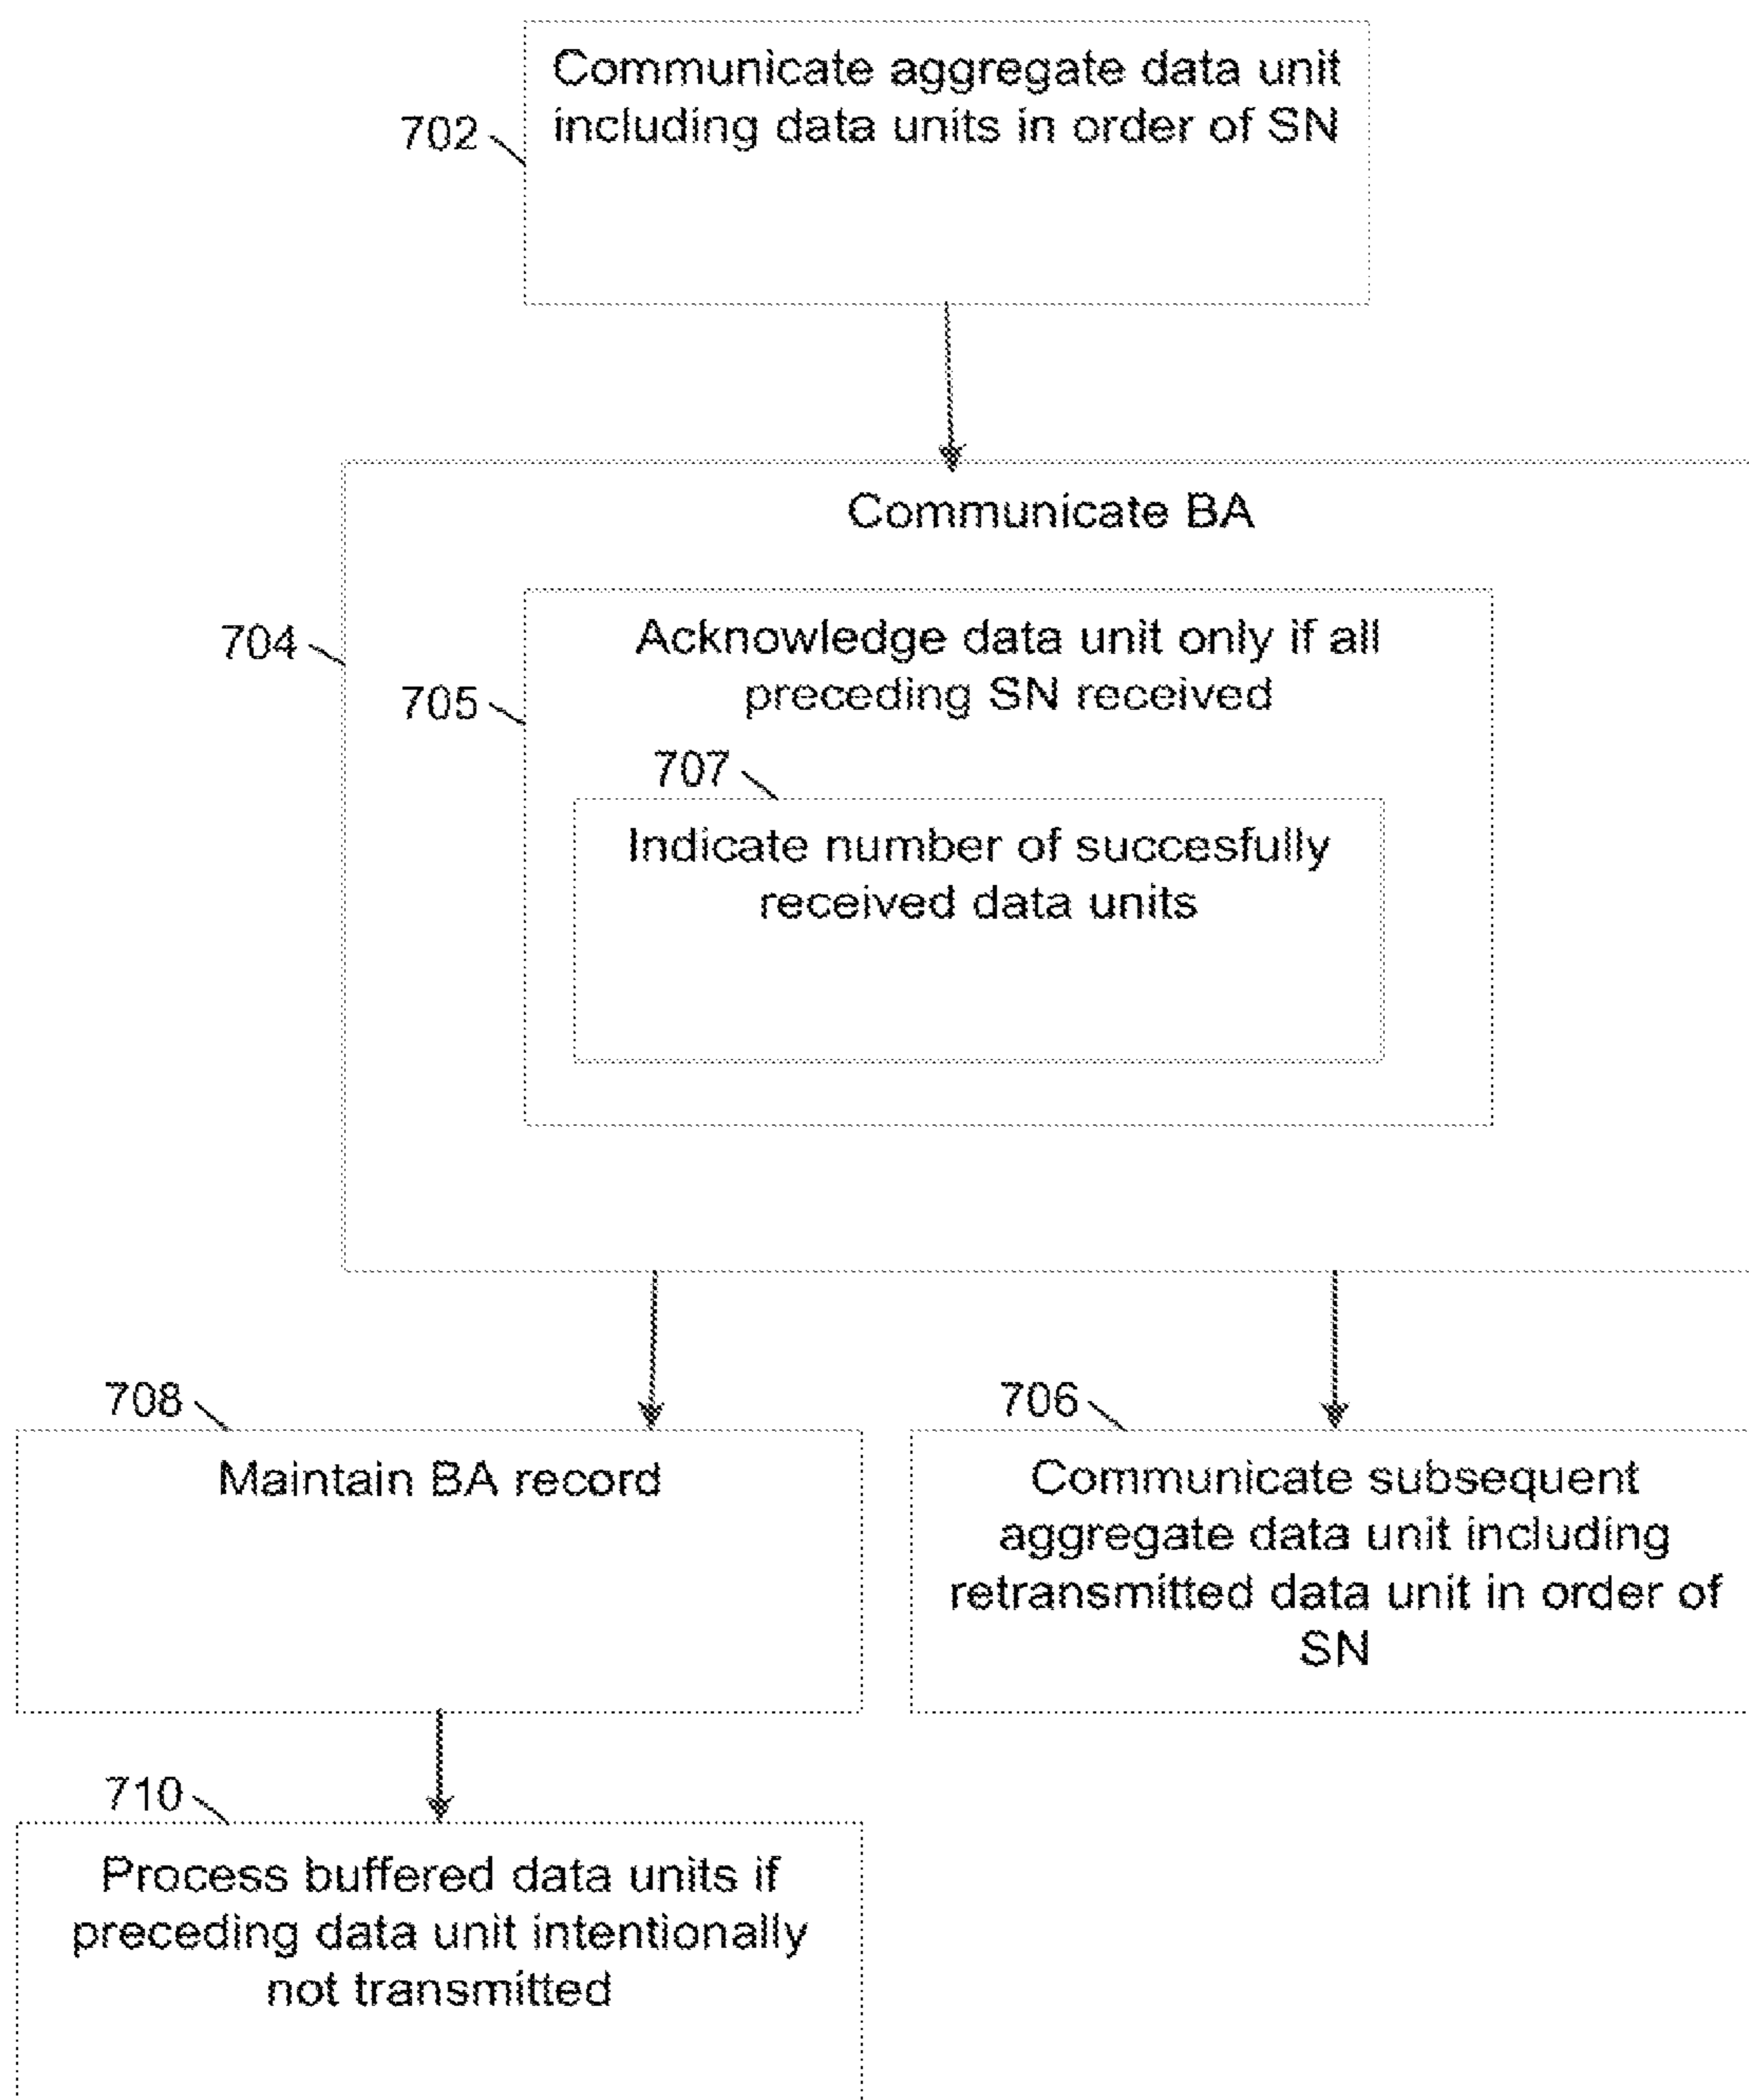 Communicate aggregate data unit
including data units in order of SN
702
Communicate BA
704
Acknowledge data unit only if all
preceding SN received
705
707
Indicate number of succesfully
received data units
708
Maintain BA record
706
Communicate subsequent
aggregate data unit including
retransmitted data unit in order of
SN
710
Process buffered data units if
preceding data unit intentionally
not transmitted